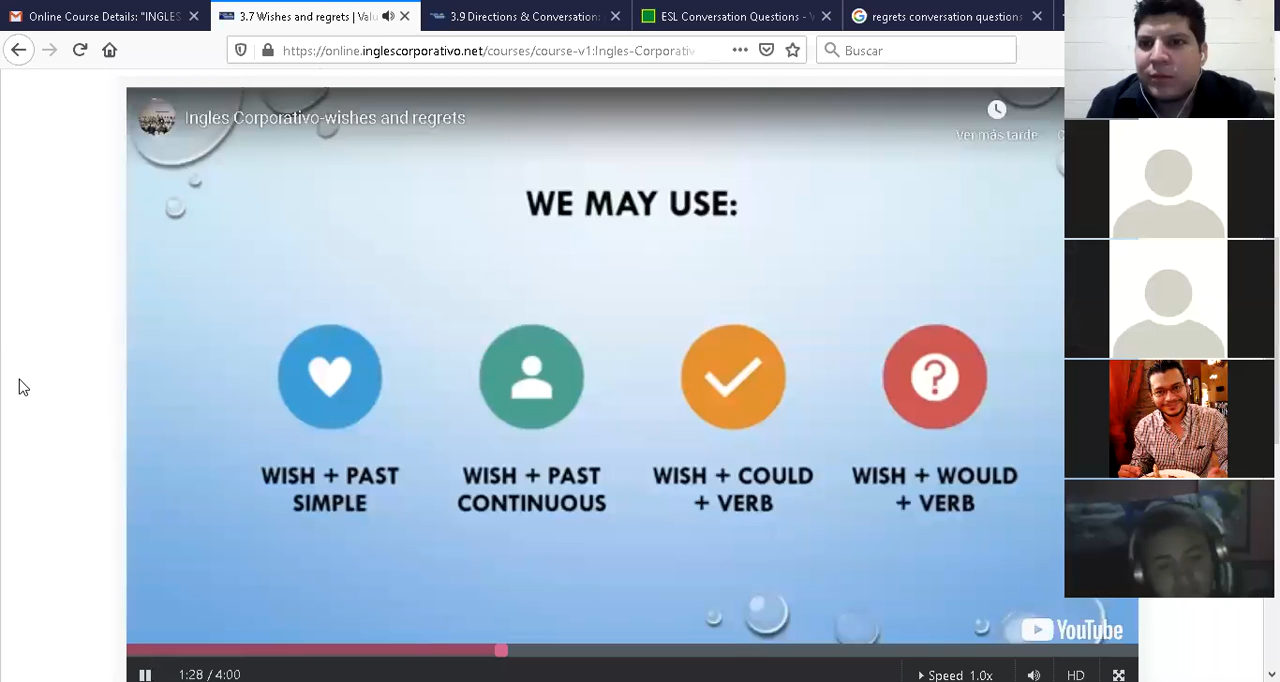 Online Course Details: "INGLES
3.7 Wishes and regrets | Valu
3.9 Directions & Conversation:
ESL Conversation Questions -
regrets conversation questions
https://online.inglescorporativo.net/courses/course-v1:Ingles-Corporativ
Buscar
Ingles Corporativo-wishes and regrets
Ver más tarde
WE MAY USE:
WISH + PAST SIMPLE
WISH + PAST CONTINUOUS
WISH + COULD + VERB
WISH + WOULD + VERB
YouTube
1:28 / 4:00
Speed 1.0x
HD